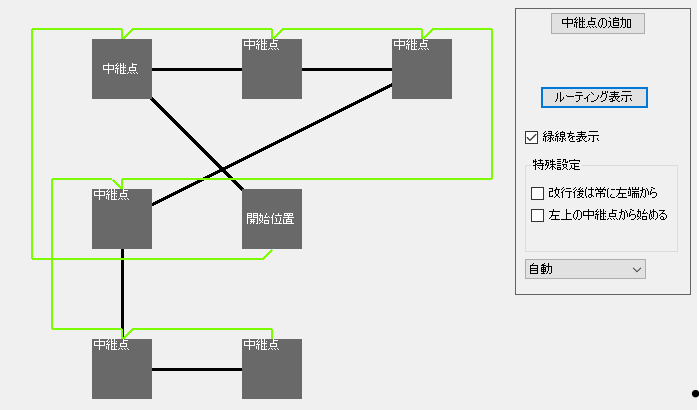 中継点
中継点
中継点
中継点
開始位置
中継点
中継点
中継点の追加
ルーティング表示
緑線を表示
特殊設定
改行後は常に左端から
左上の中継点から始める
自動